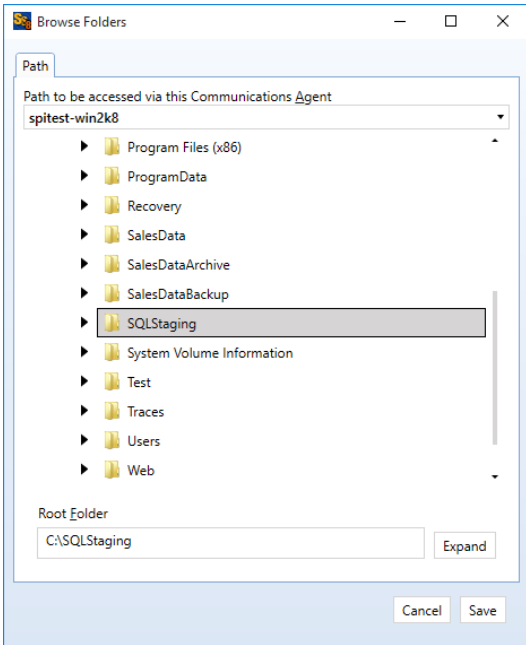 Browse Folders
Path
Path to be accessed via this Communications Agent
spitest-win2k8
Program Files (x86)
ProgramData
Recovery
SalesData
SalesDataArchive
SalesDataBackup
SQLStaging
System Volume Information
Test
Traces
Users
Web
Root Folder
C:\SQLStaging
Expand
Cancel Save